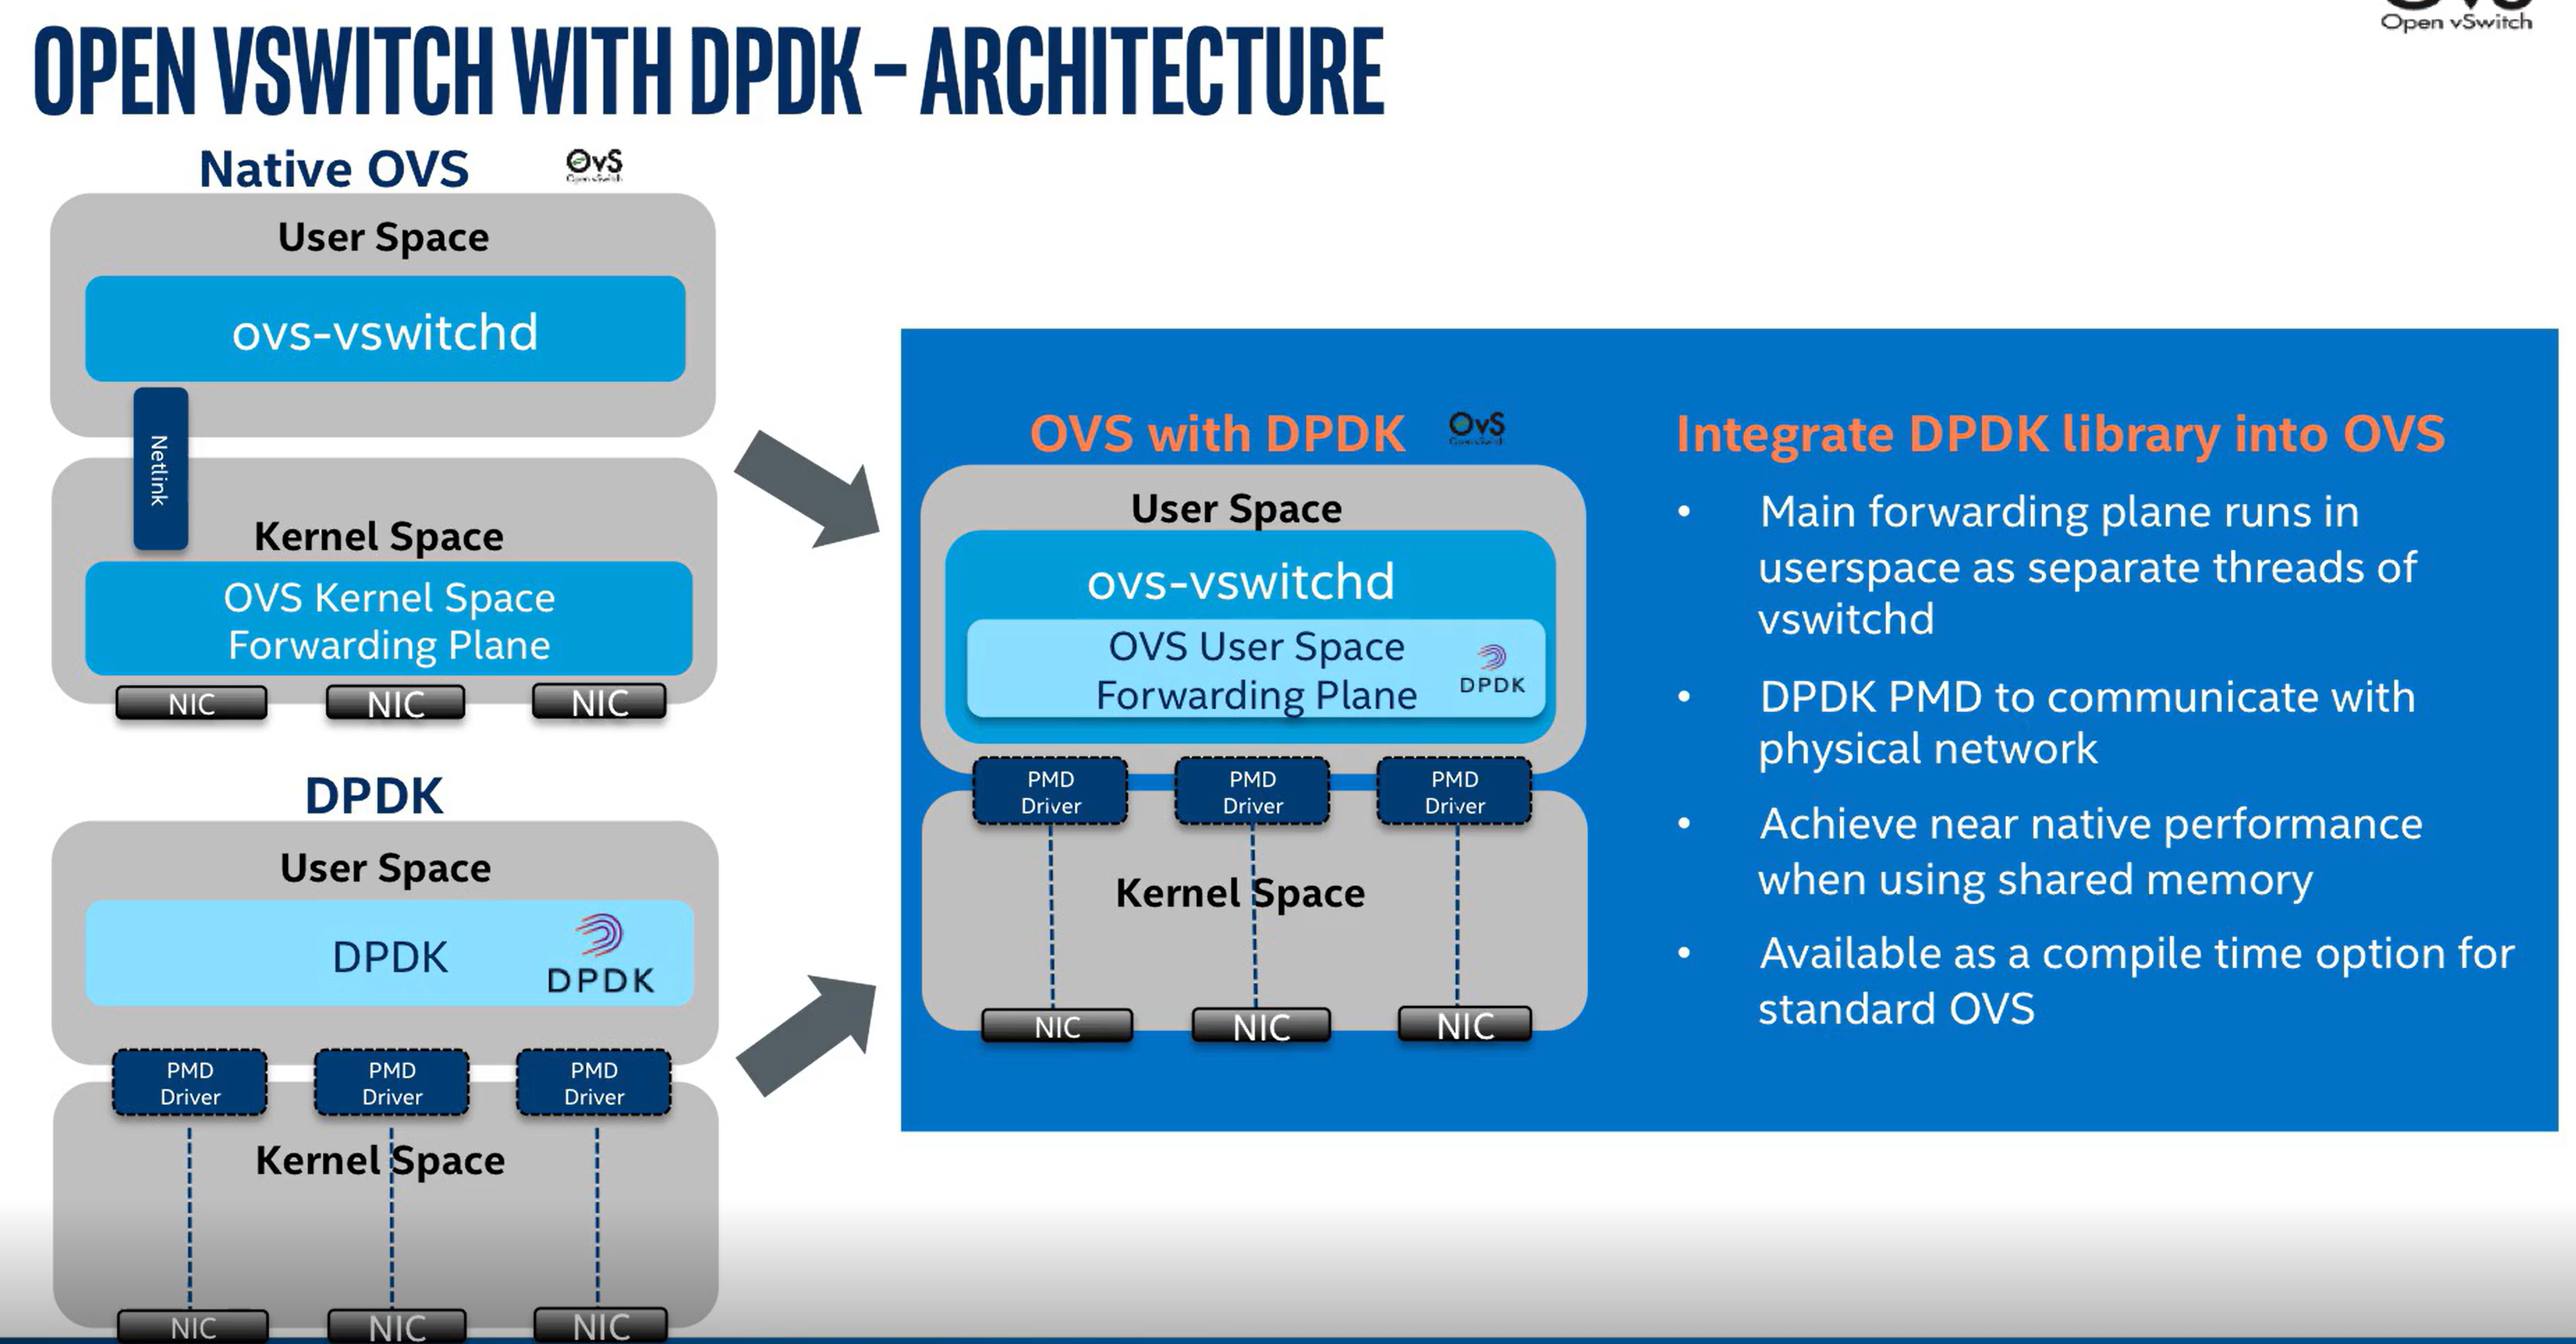 OPEN VSWITCH WITH DPDK – ARCHITECTURE
OvS
Open vSwitch
Native OVS
OvS
Open vSwitch
User Space
ovs-vswitchd
Netlink
Kernel Space
OVS Kernel Space
Forwarding Plane
NIC
NIC
NIC
DPDK
User Space
DPDK
DPDK
PMD
Driver
PMD
Driver
PMD
Driver
Kernel Space
NIC
NIC
NIC
OVS with DPDK
OvS
Open vSwitch
User Space
ovs-vswitchd
OVS User Space
Forwarding Plane
DPDK
PMD
Driver
PMD
Driver
PMD
Driver
Kernel Space
NIC
NIC
NIC
Integrate DPDK library into OVS
• Main forwarding plane runs in
userspace as separate threads of
vswitchd
• DPDK PMD to communicate with
physical network
• Achieve near native performance
when using shared memory
• Available as a compile time option for
standard OVS